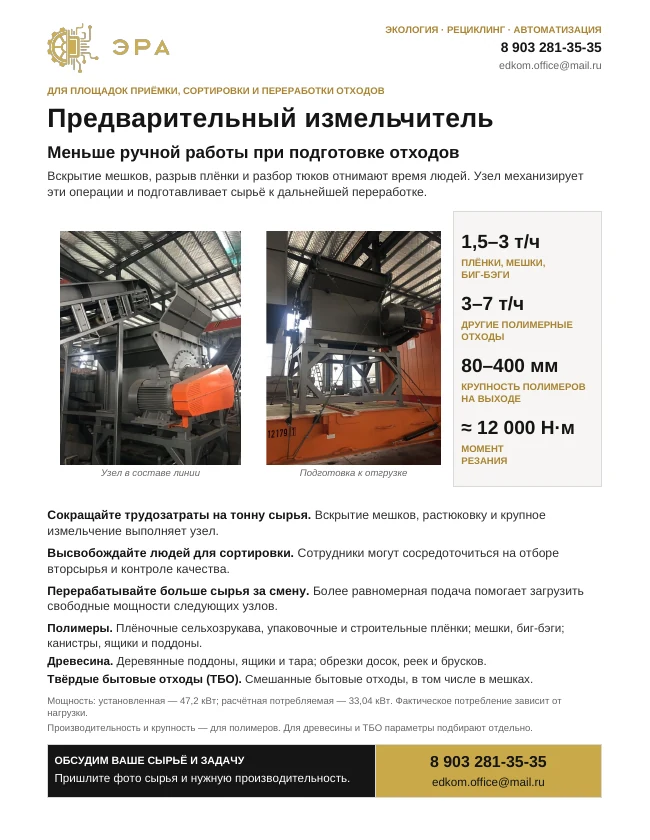 ЭРА
ЭКОЛОГИЯ · РЕЦИКЛИНГ · АВТОМАТИЗАЦИЯ
8 903 281-35-35
edkom.office@mail.ru
ДЛЯ ПЛОЩАДОК ПРИЁМКИ, СОРТИРОВКИ И ПЕРЕРАБОТКИ ОТХОДОВ
Предварительный измельчитель
Меньше ручной работы при подготовке отходов
Вскрытие мешков, разрыв плёнки и разбор тюков отнимают время людей. Узел механизирует
эти операции и подготавливает сырьё к дальнейшей переработке.
12179
Узел в составе линии
Подготовка к отгрузке
1,5–3 т/ч
ПЛЁНКИ, МЕШКИ,
БИГ-БЭГИ
3–7 т/ч
ДРУГИЕ ПОЛИМЕРНЫЕ
ОТХОДЫ
80–400 мм
КРУПНОСТЬ ПОЛИМЕРОВ
НА ВЫХОДЕ
≈ 12 000 Н·м
МОМЕНТ
РЕЗАНИЯ
Сокращайте трудозатраты на тонну сырья. Вскрытие мешков, растюковку и крупное
измельчение выполняет узел.
Высвобождайте людей для сортировки. Сотрудники могут сосредоточиться на отборе
вторсырья и контроле качества.
Перерабатывайте больше сырья за смену. Более равномерная подача помогает загрузить
свободные мощности следующих узлов.
Полимеры. Плёночные сельхозрукава, упаковочные и строительные плёнки; мешки, биг-бэги;
канистры, ящики и поддоны.
Древесина. Деревянные поддоны, ящики и тара; обрезки досок, реек и брусков.
Твёрдые бытовые отходы (ТБО). Смешанные бытовые отходы, в том числе в мешках.
Мощность: установленная — 47,2 кВт; расчётная потребляемая — 33,04 кВт. Фактическое потребление зависит от
нагрузки.
Производительность и крупность — для полимеров. Для древесины и ТБО параметры подбирают отдельно.
ОБСУДИМ ВАШЕ СЫРЬЁ И ЗАДАЧУ
Пришлите фото сырья и нужную производительность.
8 903 281-35-35
edkom.office@mail.ru